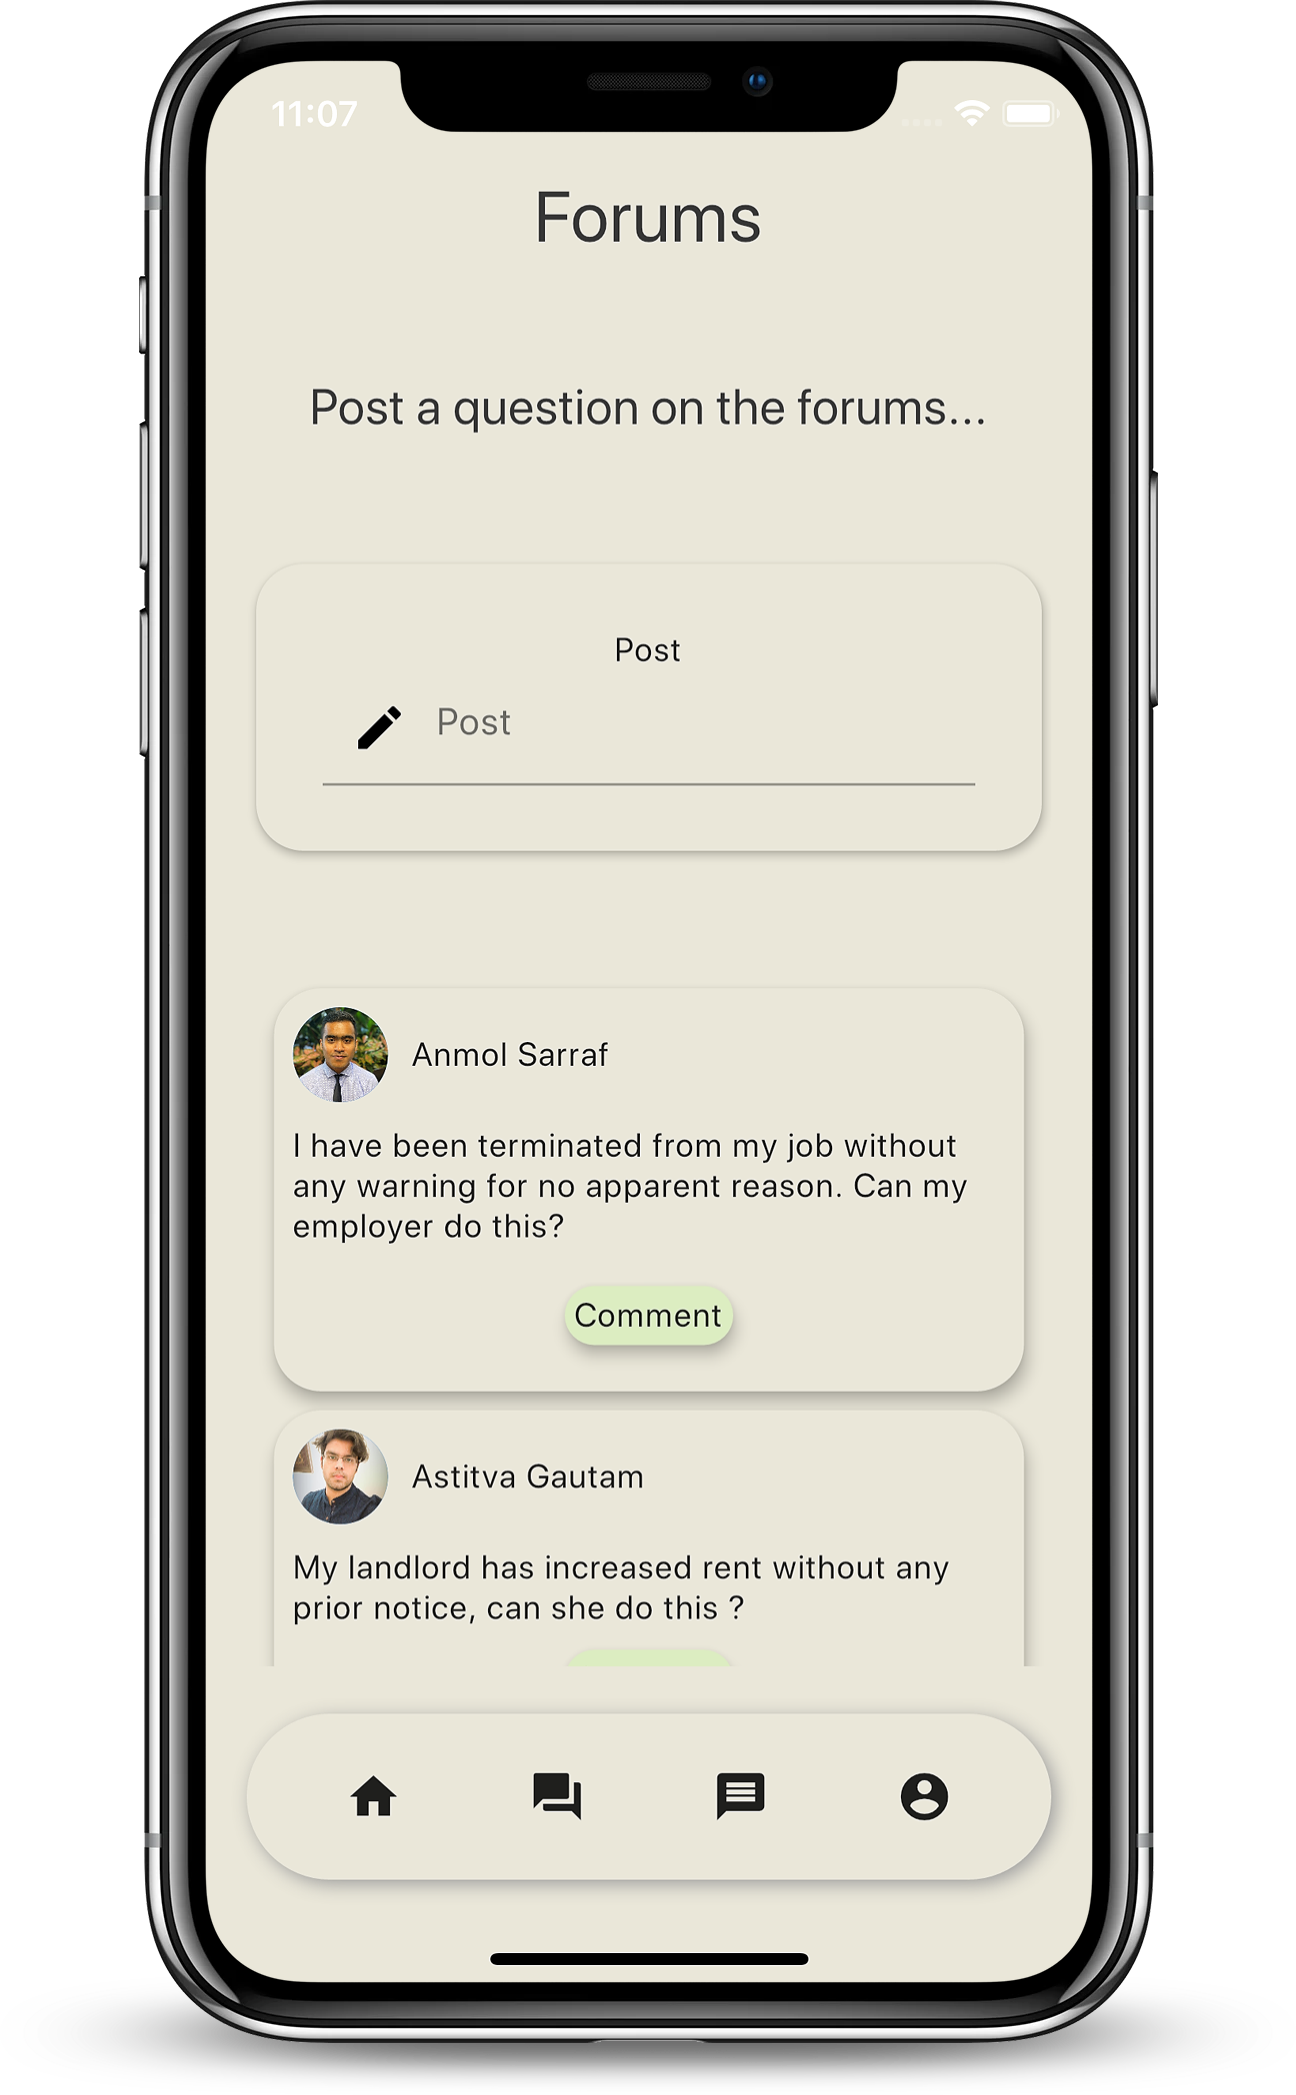 11:07
Forums
Post a question on the forums...
Post
Post
Anmol Sarraf
I have been terminated from my job without
any warning for no apparent reason. Can my
employer do this?
Comment
Astitva Gautam
My landlord has increased rent without any
prior notice, can she do this ?